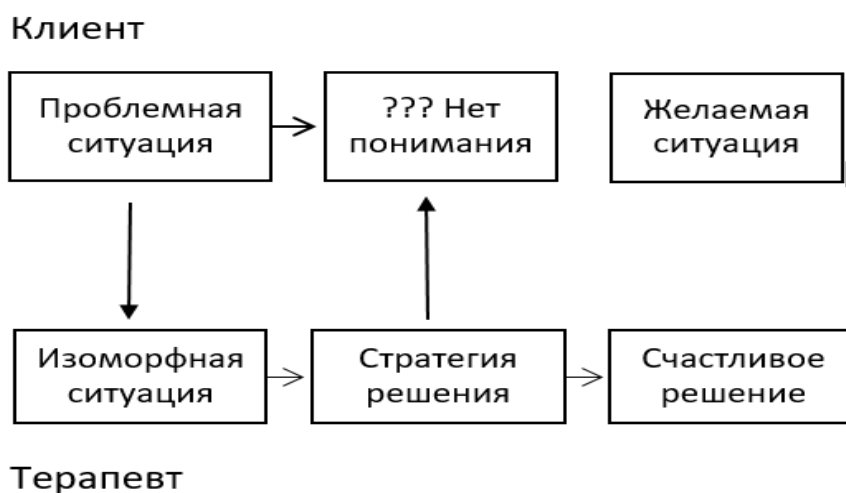 Клиент
Проблемная
ситуация
??? Нет
понимания
Желаемая
ситуация
Изоморфная
ситуация
Стратегия
решения
Счастливое
решение
Терапевт